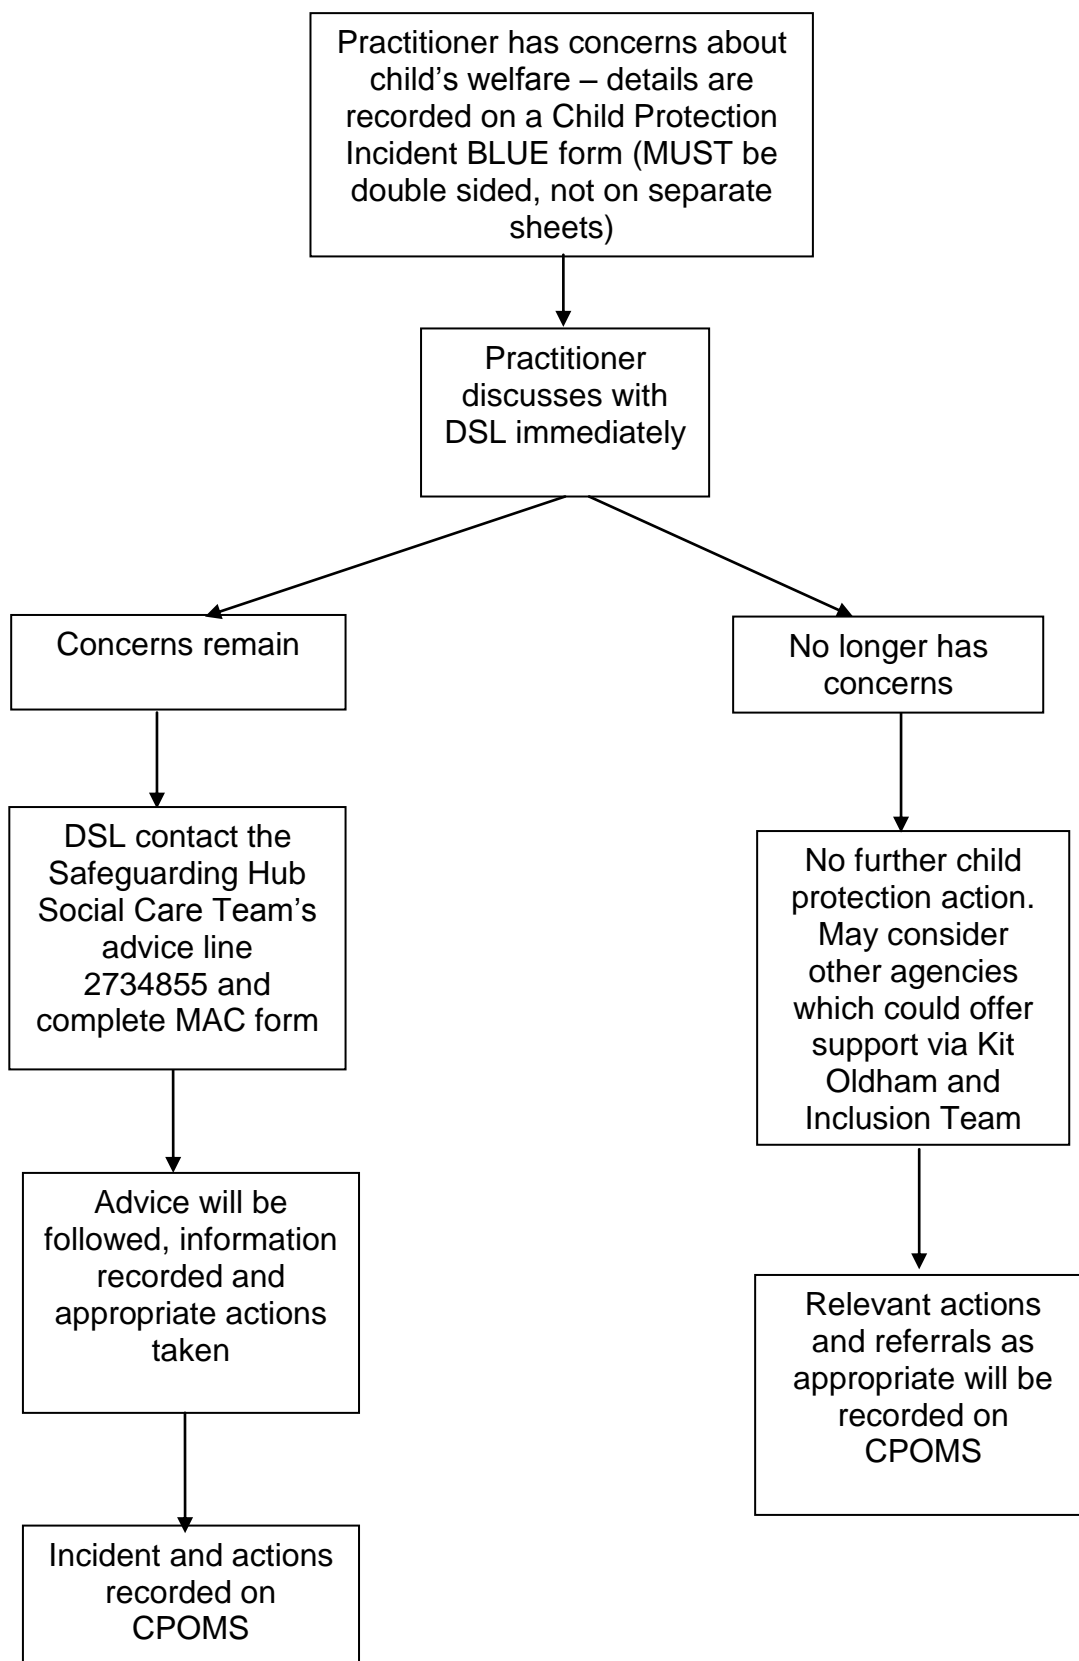 Practitioner has concerns about
child’s welfare – details are
recorded on a Child Protection
Incident BLUE form (MUST be
double sided, not on separate
sheets)
Practitioner
discusses with
DSL immediately
Concerns remain
No longer has
concerns
DSL contact the
Safeguarding Hub
Social Care Team’s
advice line
2734855 and
complete MAC form
No further child
protection action.
May consider
other agencies
which could offer
support via Kit
Oldham and
Inclusion Team
Advice will be
followed, information
recorded and
appropriate actions
taken
Relevant actions
and referrals as
appropriate will be
recorded on
CPOMS
Incident and actions
recorded on
CPOMS